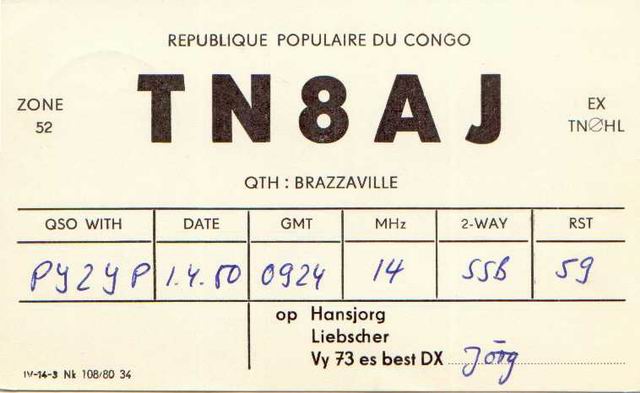 REPUBLIQUE POPULAIRE DU CONGO
ZONE
52
TN8AJ
EX
TNØHL
QTH : BRAZZAVILLE
QSO WITH DATE GMT MHz 2-WAY RST
PY2YP 1.4.80 0924 14 SSB 59
op Hansjorg
Liebscher
Vy 73 es best DX Jörg
IV-14-3 Nk 108/80 34